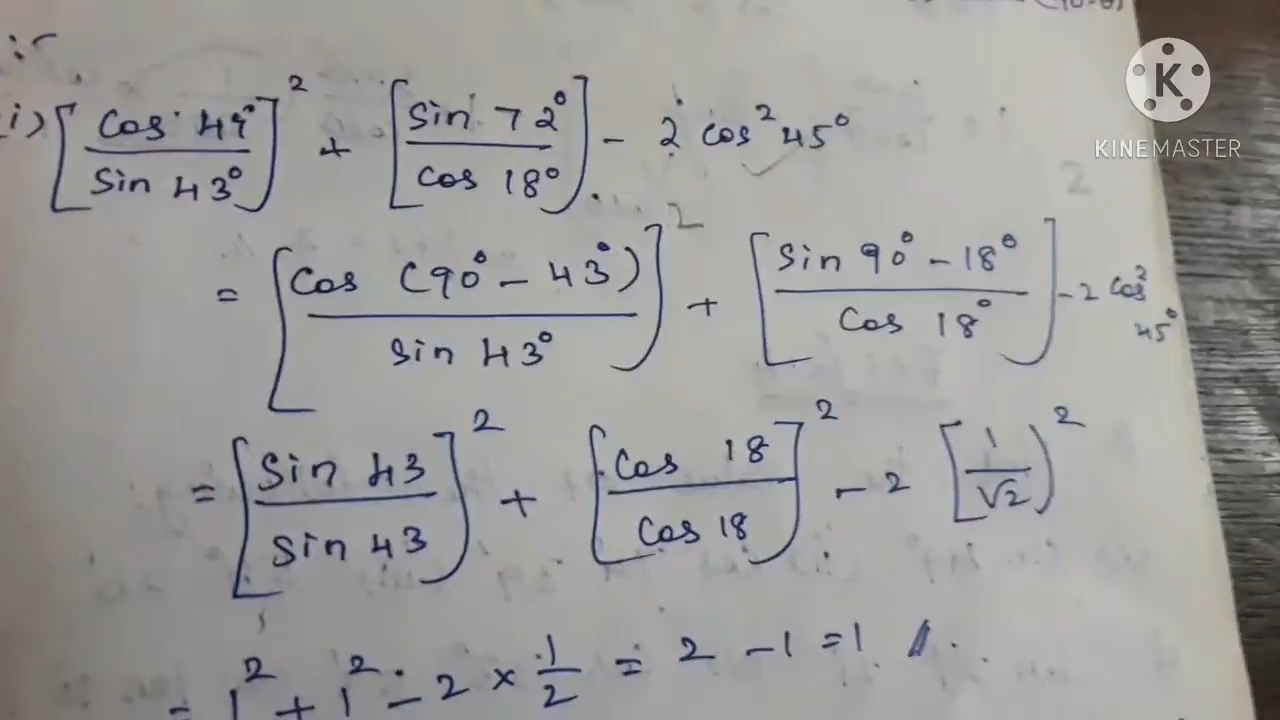 i) [cos 49° / sin 43°]² + [sin 72° / cos 18°] - 2 cos² 45°
= [cos (90° - 43°) / sin 43°]² + [sin 90° - 18° / cos 18°] - 2 cos² 45°
= [sin 43 / sin 43]² + [cos 18 / cos 18]² - 2 [1 / √2)²
= 1² + 1² - 2 × 1/2 = 2 - 1 = 1
K
KINEMASTER